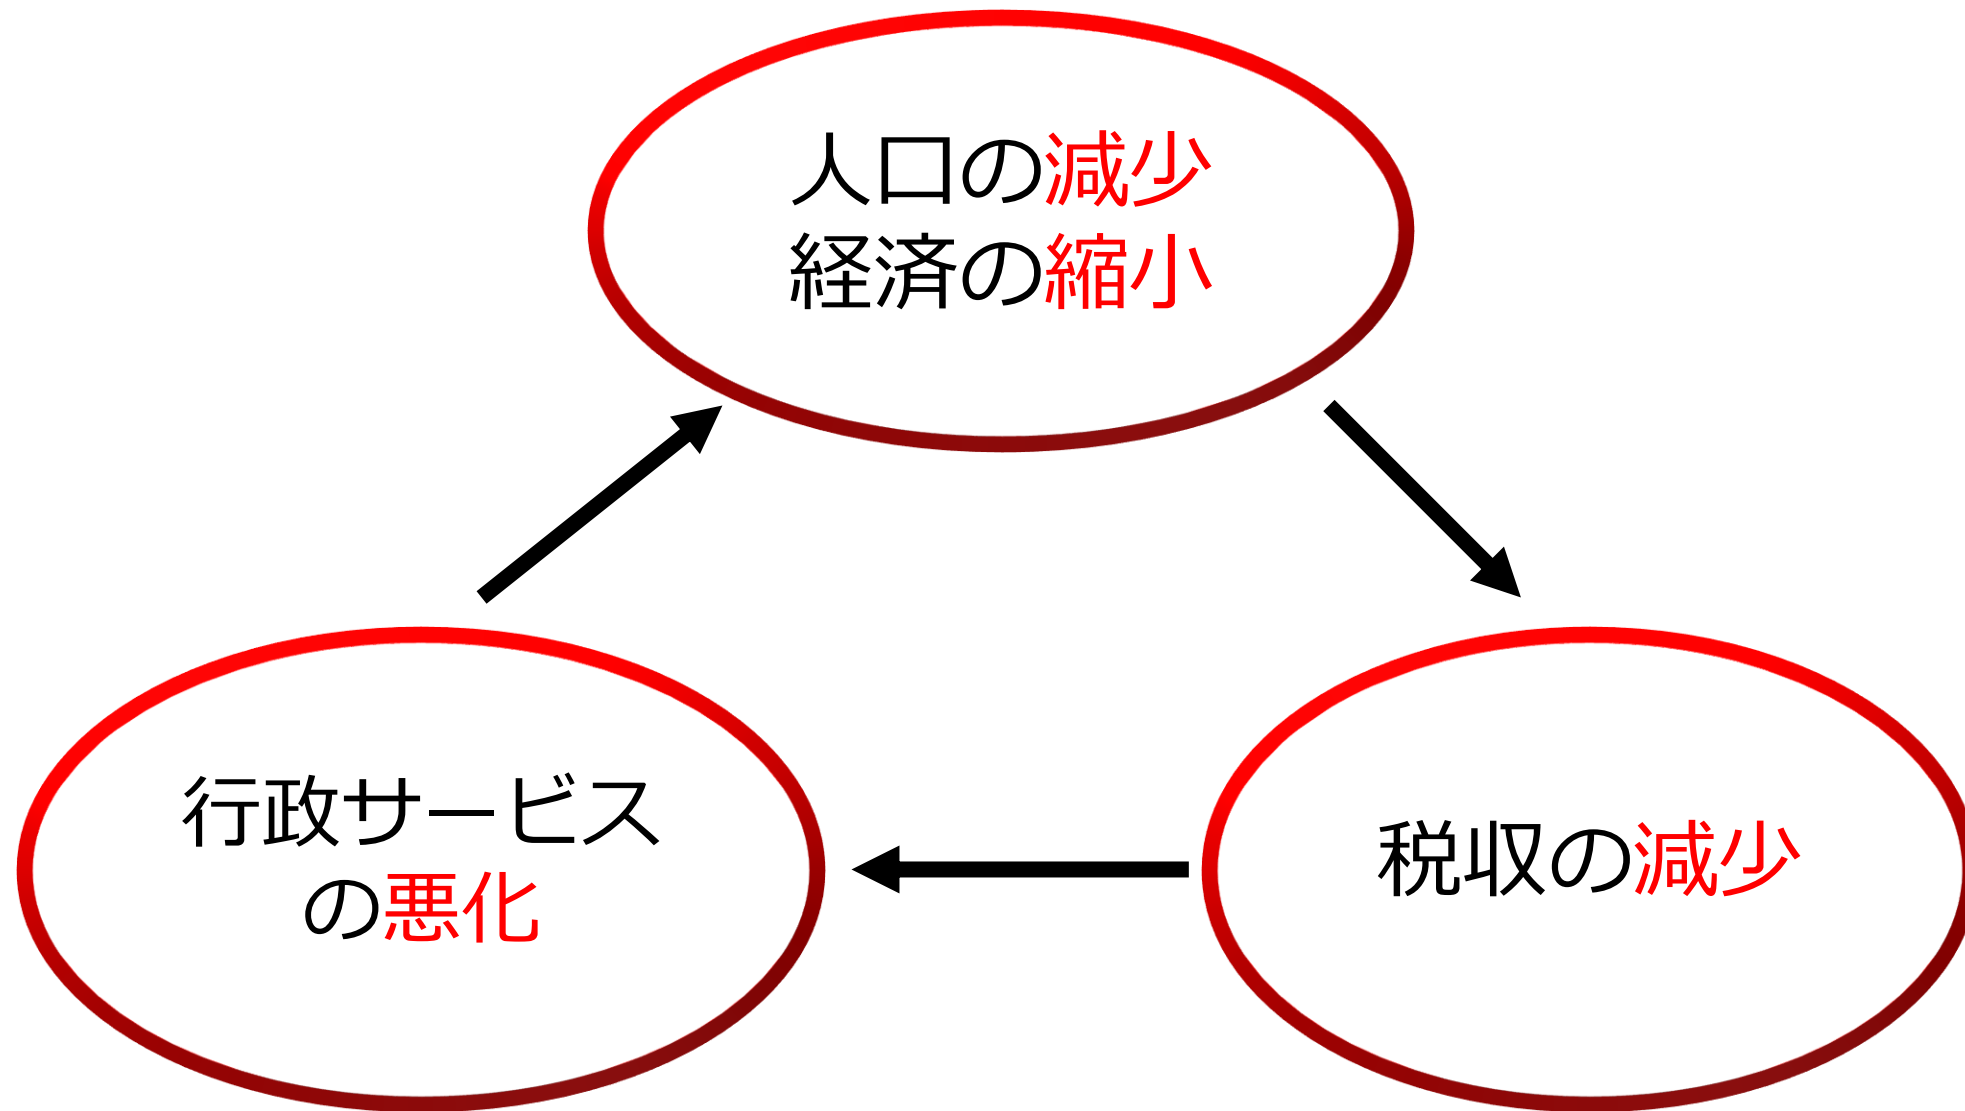 人口の減少
経済の縮小
税収の減少
行政サービス
の悪化